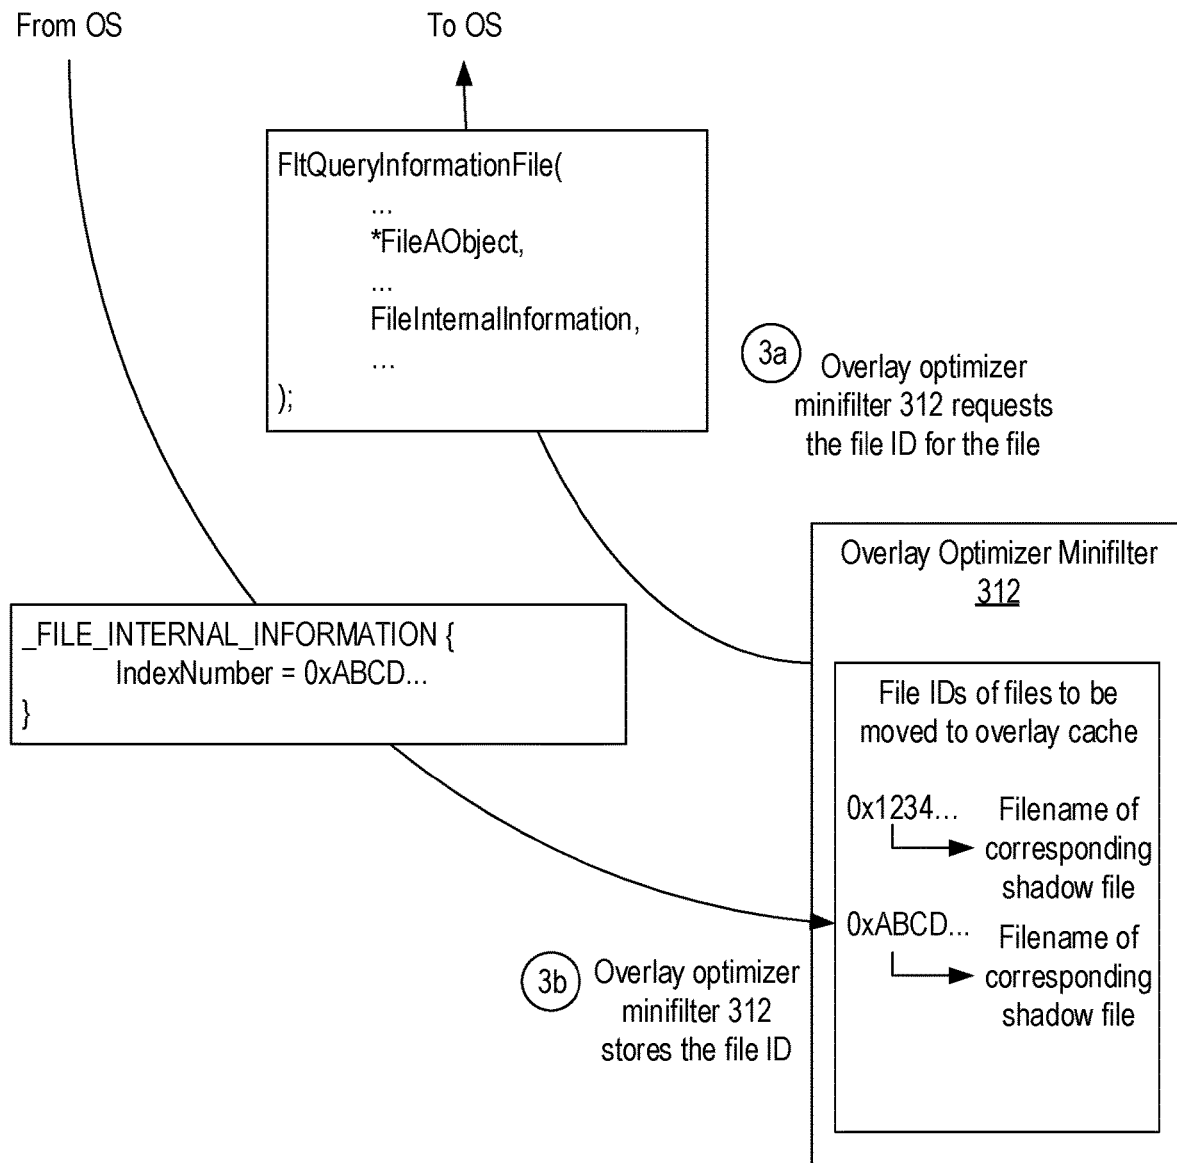 From OS
To OS
FltQueryInformationFile(
...
*FileAObject,
...
FileInternalInformation,
...
);
3a
Overlay optimizer
minifilter 312 requests
the file ID for the file
_FILE_INTERNAL_INFORMATION {
IndexNumber = 0xABCD...
}
Overlay Optimizer Minifilter
312
File IDs of files to be
moved to overlay cache
0x1234...
Filename of
corresponding
shadow file
0xABCD...
Filename of
corresponding
shadow file
3b
Overlay optimizer
minifilter 312
stores the file ID